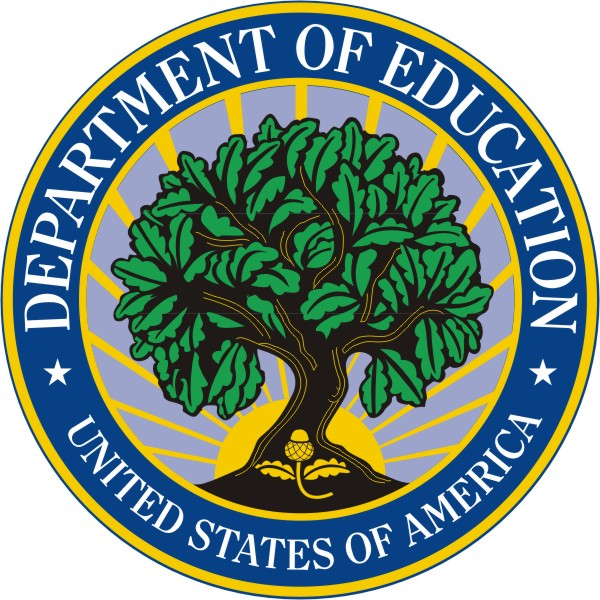 DEPARTMENT OF EDUCATION
UNITED STATES OF AMERICA